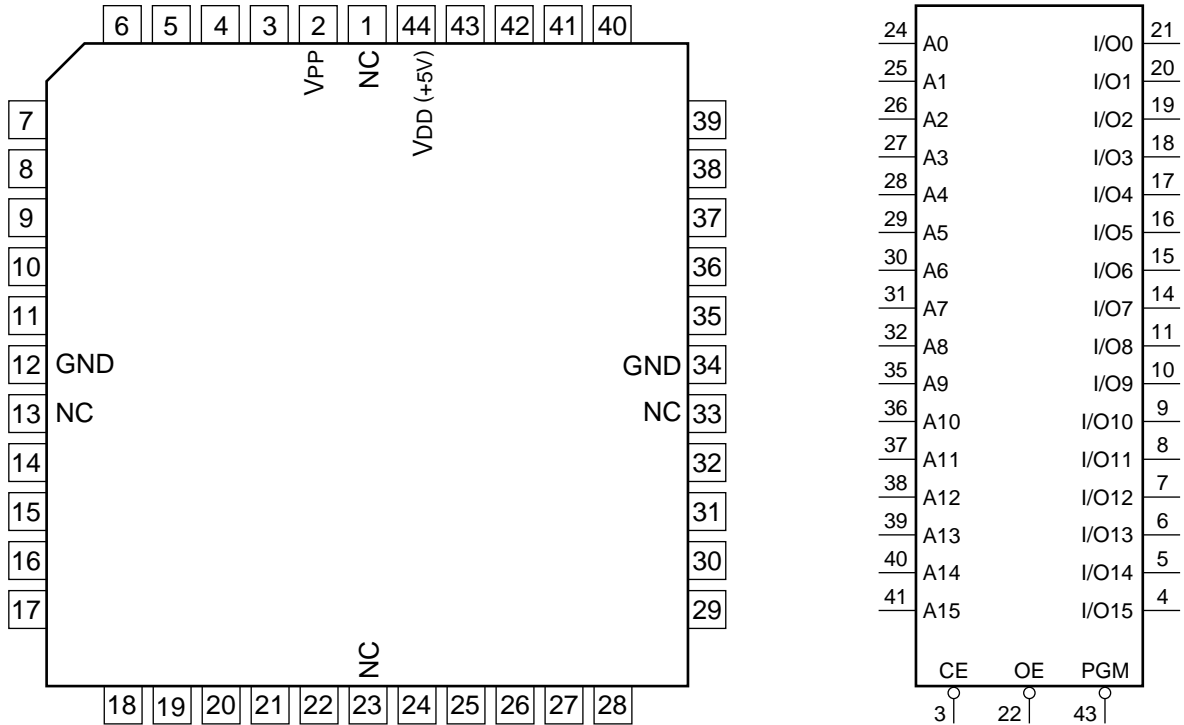 6 5 4 3 2 1 44 43 42 41 40
VPP NC VDD (+5V)
7 39
8 38
9 37
10 36
11 35
12 GND GND 34
13 NC NC 33
14 32
15 31
16 30
17 29
NC
18 19 20 21 22 23 24 25 26 27 28
24 A0 I/O0 21
25 A1 I/O1 20
26 A2 I/O2 19
27 A3 I/O3 18
28 A4 I/O4 17
29 A5 I/O5 16
30 A6 I/O6 15
31 A7 I/O7 14
32 A8 I/O8 11
35 A9 I/O9 10
36 A10 I/O10 9
37 A11 I/O11 8
38 A12 I/O12 7
39 A13 I/O13 6
40 A14 I/O14 5
41 A15 I/O15 4
CE OE PGM
3 22 43